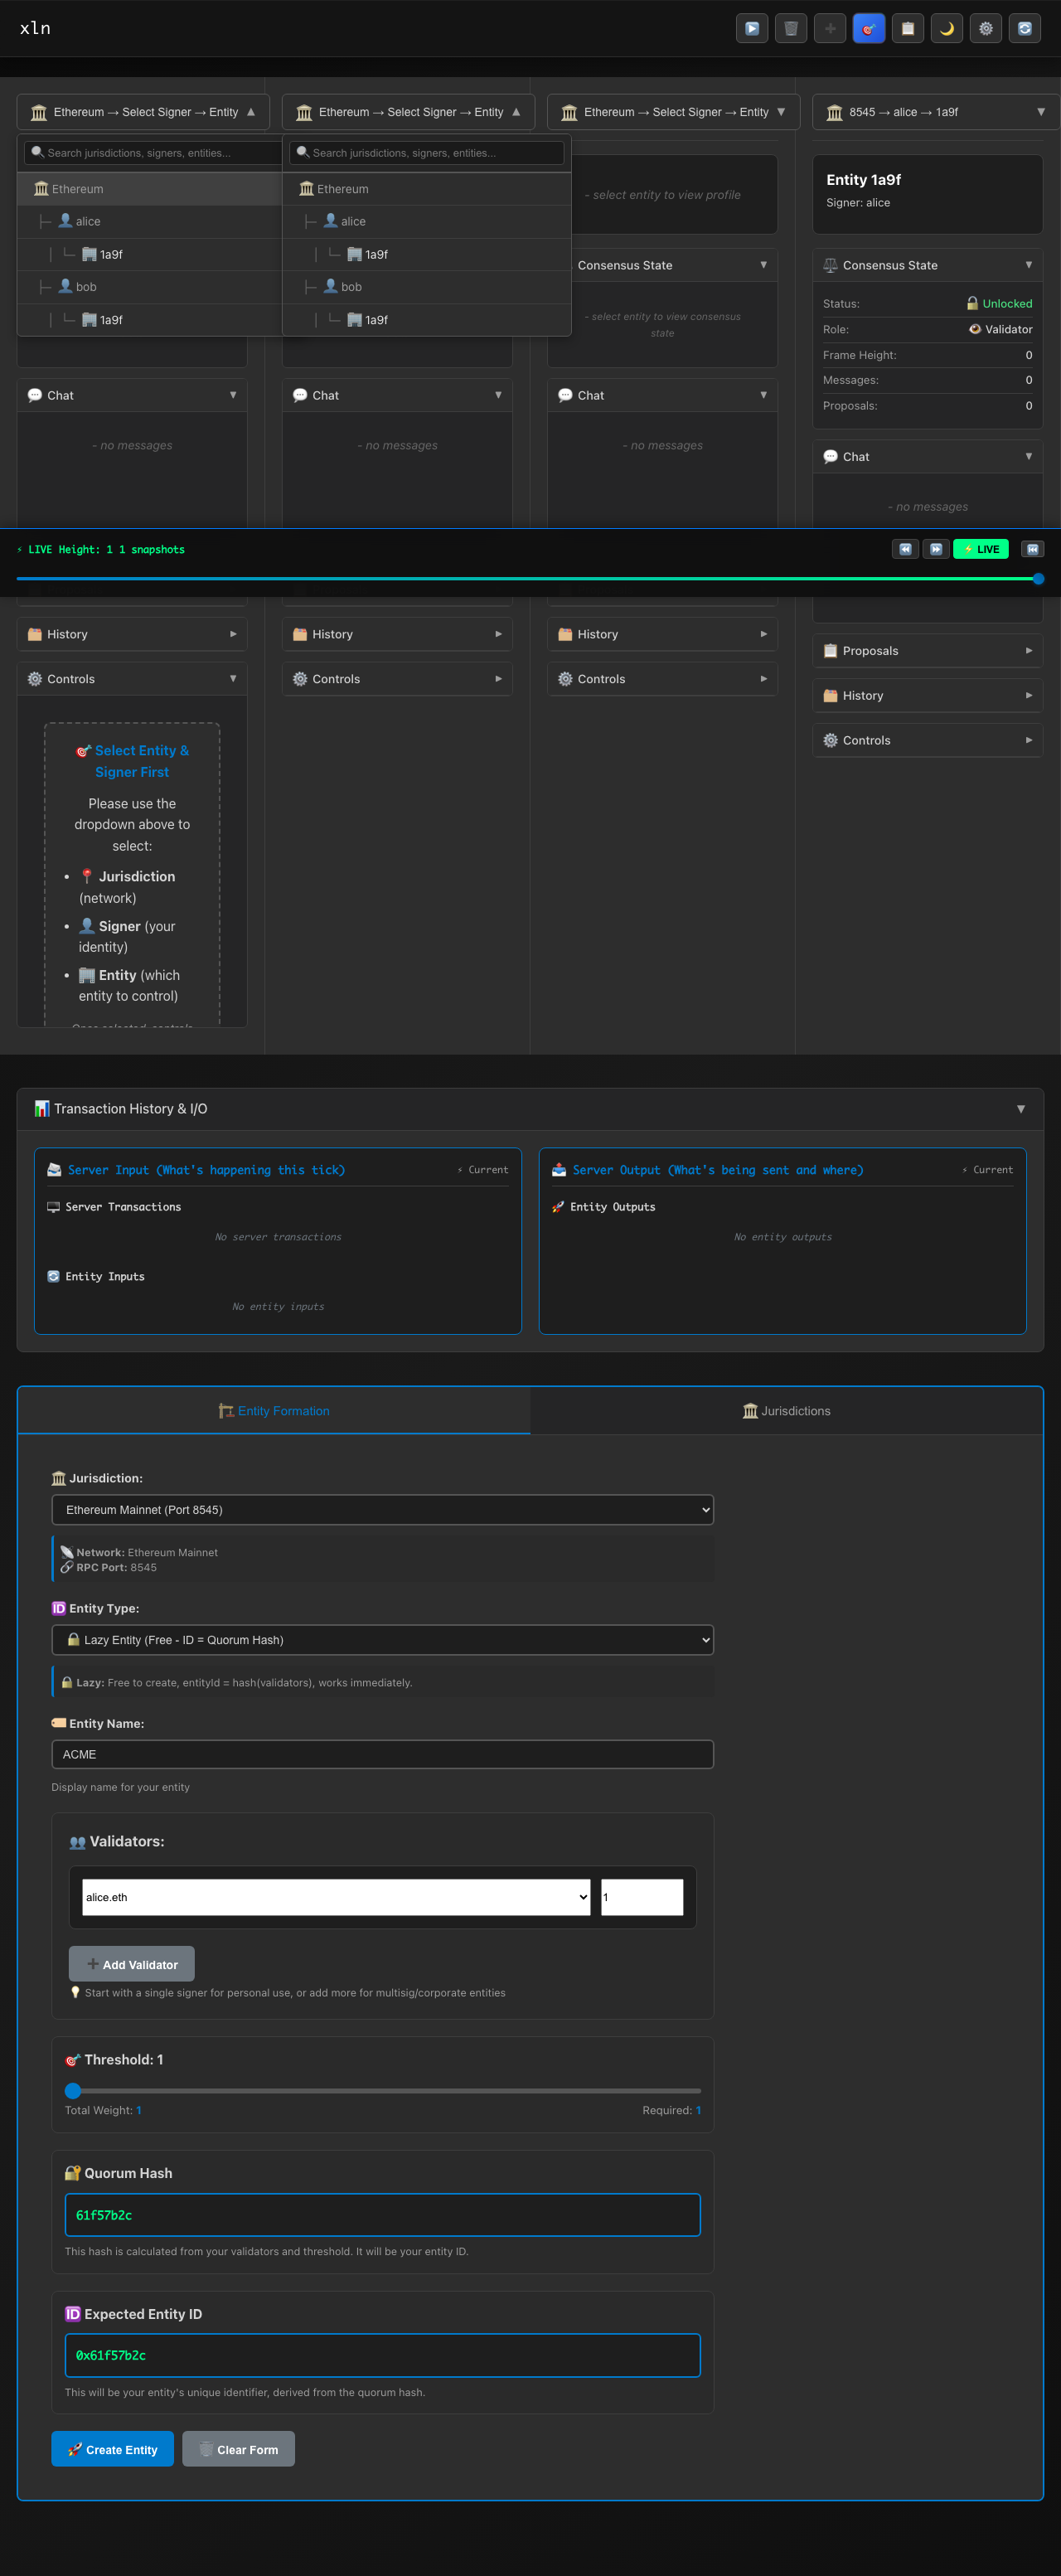 xln
Ethereum → Select Signer → Entity ▲
Search jurisdictions, signers, entities...
Ethereum
├─ alice
│ └─ 1a9f
├─ bob
│ └─ 1a9f
Chat ▼
- no messages
Ethereum → Select Signer → Entity ▲
Search jurisdictions, signers, entities...
Ethereum
├─ alice
│ └─ 1a9f
├─ bob
│ └─ 1a9f
Chat ▼
- no messages
Ethereum → Select Signer → Entity ▼
- select entity to view profile
Consensus State ▼
- select entity to view consensus
state
Chat ▼
- no messages
8545 → alice → 1a9f ▼
Entity 1a9f
Signer: alice
Consensus State ▼
Status: Unlocked
Role: Validator
Frame Height: 0
Messages: 0
Proposals: 0
Chat ▼
- no messages
⚡ LIVE Height: 1 1 snapshots
⚡ LIVE
History ▶
Controls ▼
Select Entity &
Signer First
Please use the
dropdown above to
select:
• Jurisdiction
(network)
• Signer (your
identity)
• Entity (which
entity to control)
Once selected, controls
History ▶
Controls ▶
History ▶
Controls ▶
Proposals ▶
History ▶
Controls ▶
Transaction History & I/O ▼
Server Input (What's happening this tick) ⚡ Current
Server Transactions
No server transactions
Entity Inputs
No entity inputs
Server Output (What's being sent and where) ⚡ Current
Entity Outputs
No entity outputs
Entity Formation
Jurisdictions
Jurisdiction:
Ethereum Mainnet (Port 8545)
Network: Ethereum Mainnet
RPC Port: 8545
Entity Type:
Lazy Entity (Free - ID = Quorum Hash)
Lazy: Free to create, entityId = hash(validators), works immediately.
Entity Name:
ACME
Display name for your entity
Validators:
alice.eth 1
Add Validator
Start with a single signer for personal use, or add more for multisig/corporate entities
Threshold: 1
Total Weight: 1 Required: 1
Quorum Hash
61f57b2c
This hash is calculated from your validators and threshold. It will be your entity ID.
Expected Entity ID
0x61f57b2c
This will be your entity's unique identifier, derived from the quorum hash.
Create Entity Clear Form